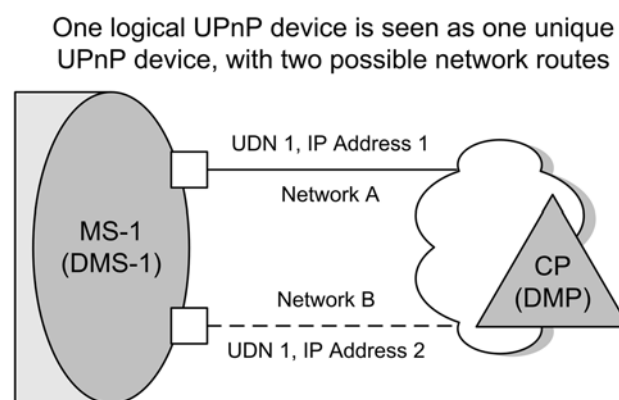 One logical UPnP device is seen as one unique
UPnP device, with two possible network routes
UDN 1, IP Address 1
Network A
MS-1
(DMS-1)
CP
(DMP)
Network B
UDN 1, IP Address 2